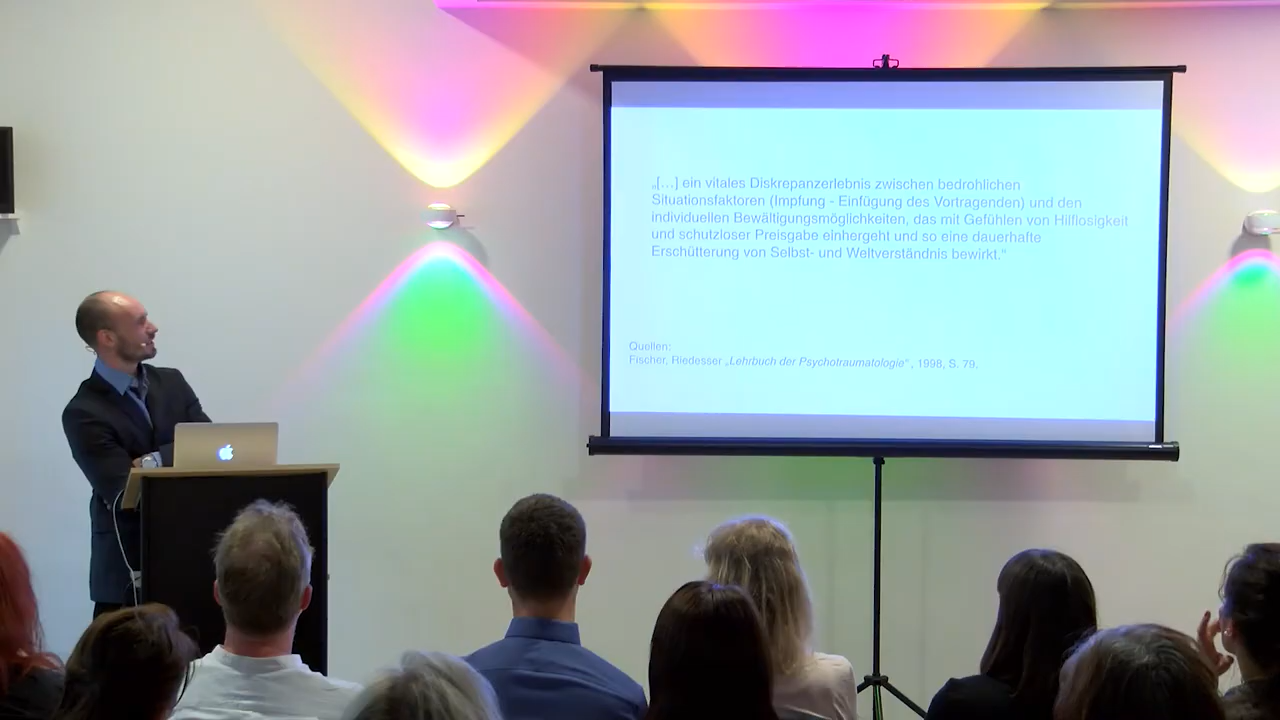 „[...] ein vitales Diskrepanzerlebnis zwischen bedrohlichen
Situationsfaktoren (Impfung - Einfügung des Vortragenden) und den
individuellen Bewältigungsmöglichkeiten, das mit Gefühlen von Hilflosigkeit
und schutzloser Preisgabe einhergeht und so eine dauerhafte
Erschütterung von Selbst- und Weltverständnis bewirkt.“
Quellen:
Fischer, Riedesser „Lehrbuch der Psychotraumatologie“, 1998, S. 79.